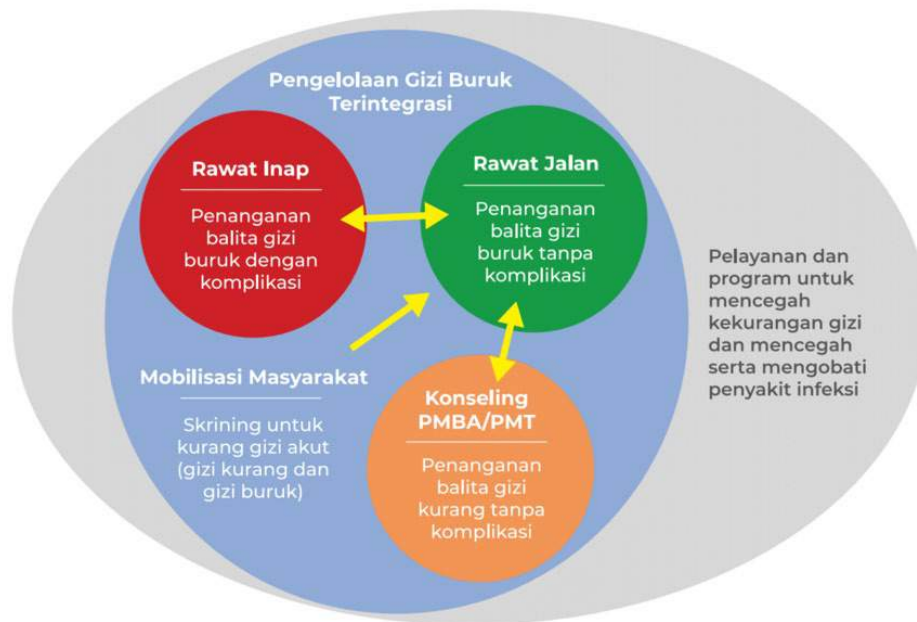 Pengelolaan Gizi Buruk
Terintegrasi
Rawat Inap
Penanganan
balita gizi
buruk dengan
komplikasi
Rawat Jalan
Penanganan
balita gizi
buruk tanpa
komplikasi
Mobilisasi Masyarakat
Skrining untuk
kurang gizi akut
(gizi kurang dan
gizi buruk)
Konseling
PMBA/PMT
Penanganan
balita gizi
kurang tanpa
komplikasi
Pelayanan dan
program untuk
mencegah
kekurangan gizi
dan mencegah
serta mengobati
penyakit infeksi